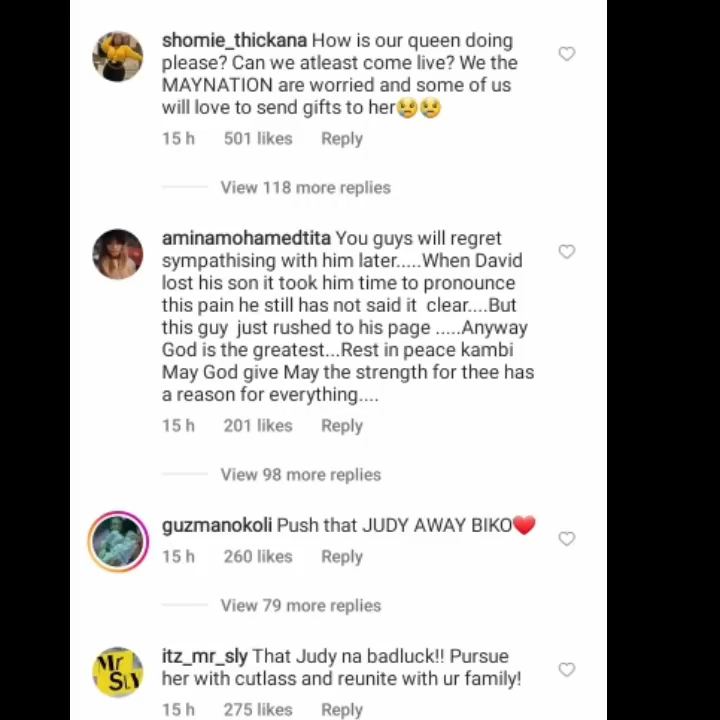 shomie_thickana How is our queen doing
please? Can we atleast come live? We the
MAYNATION are worried and some of us
will love to send gifts to her😢😢
15 h 501 likes Reply
View 118 more replies
aminamohamedtita You guys will regret
sympathising with him later.....When David
lost his son it took him time to pronounce
this pain he still has not said it clear....But
this guy just rushed to his page .....Anyway
God is the greatest...Rest in peace kambi
May God give May the strength for thee has
a reason for everything....
15 h 201 likes Reply
View 98 more replies
guzmanokoli Push that JUDY AWAY BIKO❤️
15 h 260 likes Reply
View 79 more replies
Mr
SLY
itz_mr_sly That Judy na badluck!! Pursue
her with cutlass and reunite with ur family!
15 h 275 likes Reply